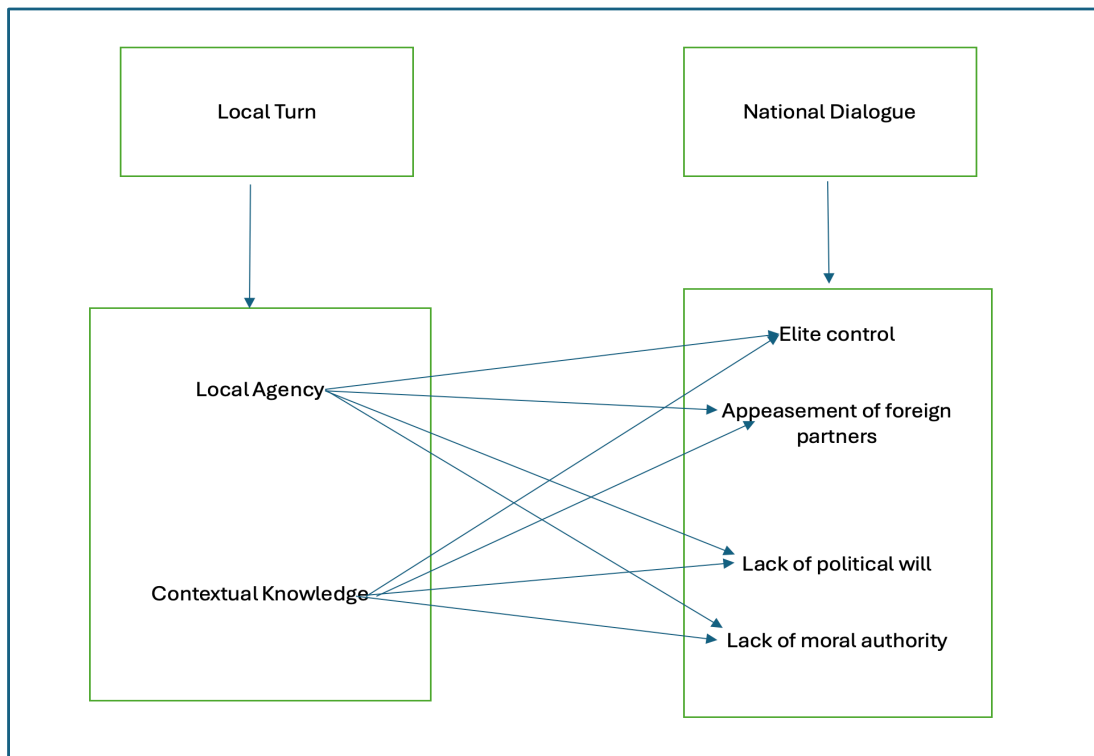 Local Turn
National Dialogue
Local Agency
Contextual Knowledge
Elite control
Appeasement of foreign
partners
Lack of political will
Lack of moral authority